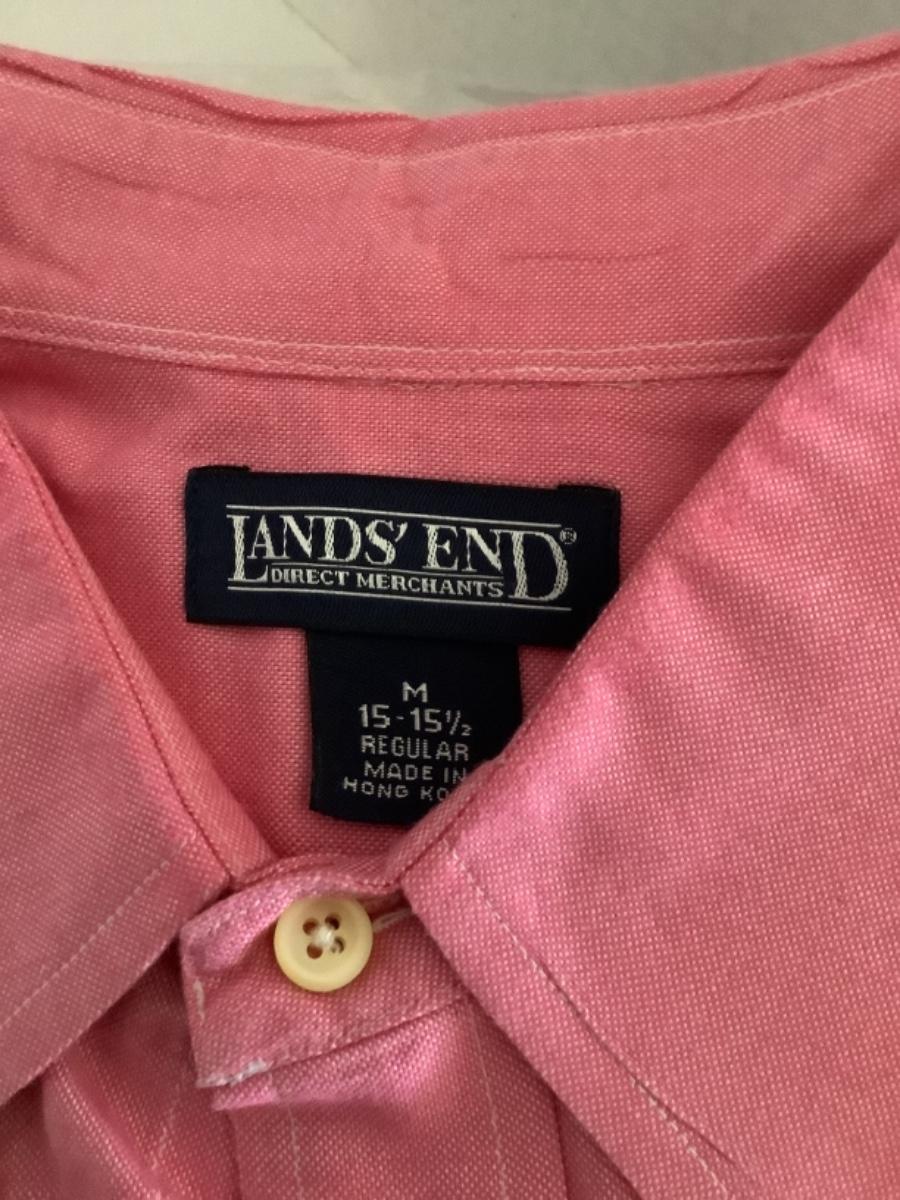 LANDS' END®
DIRECT MERCHANTS
M
15-15½
REGULAR
MADE IN
HONG